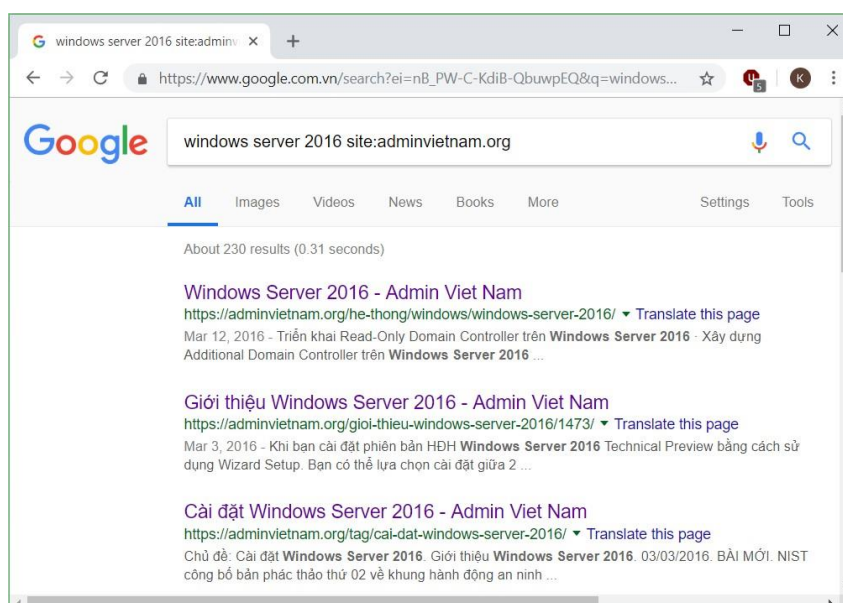 windows server 2016 site:adminv
https://www.google.com.vn/search?ei=nB_PW-C-KdiB-QbuwpEQ&q=windows...
5
K
Google
windows server 2016 site:adminvietnam.org
All Images Videos News Books More Settings Tools
About 230 results (0.31 seconds)
Windows Server 2016 - Admin Viet Nam
https://adminvietnam.org/he-thong/windows/windows-server-2016/ ▼ Translate this page
Mar 12, 2016 - Triển khai Read-Only Domain Controller trên Windows Server 2016 · Xây dựng
Additional Domain Controller trên Windows Server 2016 ...
Giới thiệu Windows Server 2016 - Admin Viet Nam
https://adminvietnam.org/gioi-thieu-windows-server-2016/1473/ ▼ Translate this page
Mar 3, 2016 - Khi bạn cài đặt phiên bản HĐH Windows Server 2016 Technical Preview bằng cách sử
dụng Wizard Setup. Bạn có thể lựa chọn cài đặt giữa 2 ...
Cài đặt Windows Server 2016 - Admin Viet Nam
https://adminvietnam.org/tag/cai-dat-windows-server-2016/ ▼ Translate this page
Chủ đề: Cài đặt Windows Server 2016. Giới thiệu Windows Server 2016. 03/03/2016. BÀI MỚI. NIST
công bố bản phác thảo thứ 02 về khung hành động an ninh ...